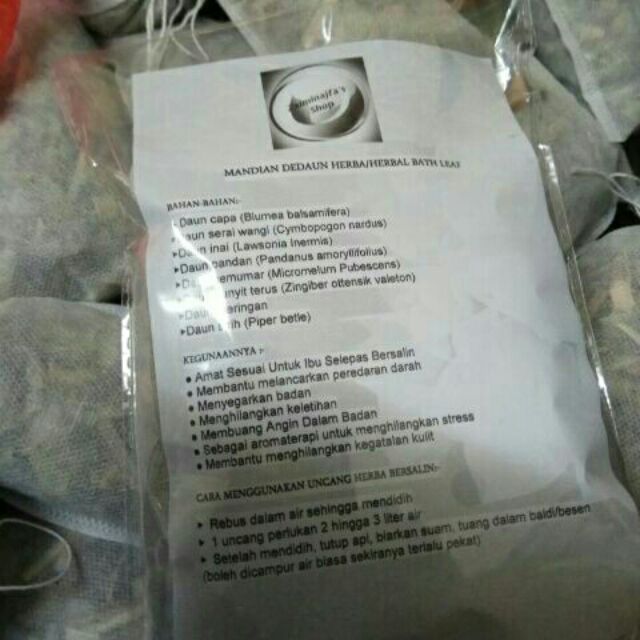 Shop
MANDIAN DEDAUN HERBA/HERBAL BATH LEAF
BAHAN-BAHAN:-
Daun capa (Blumea balsamifera)
serai wangi (Cymbopogon nardus)
inai (Lawsonia Inermis)
Daun pandan (Pandanus amoryllifolius)
(Micromelum Pubescens)
terus (Zingiber ottensik valeton)
Daun
Daun (Piper betle)
KEGUNAANNYA :-
Amat Sesuai Untuk Ibu Selepas Bersalin
Membantu melancarkan peredaran darah
Menyegarkan badan
Menghilangkan keletihan
Membuang Angin Dalam Badan
Sebagai aromaterapi untuk menghilangkan stress
Membantu menghilangkan kegatalan kulit
CARA MENGGUNAKAN UNCANG HERBA BERSALIN:-
Rebus dalam air sehingga mendidih
1 uncang perlukan 2 hingga 3 liter air
Setelah mendidih, tutup api, biarkan suam, tuang dalam baldi/besen
(boleh dicampur air biasa sekiranya terlalu pekat)